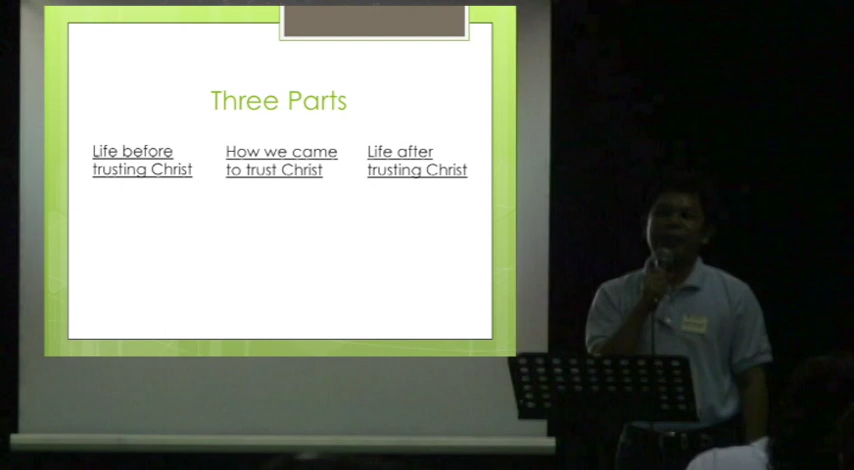 Three Parts
Life before
trusting Christ
How we came
to trust Christ
Life after
trusting Christ